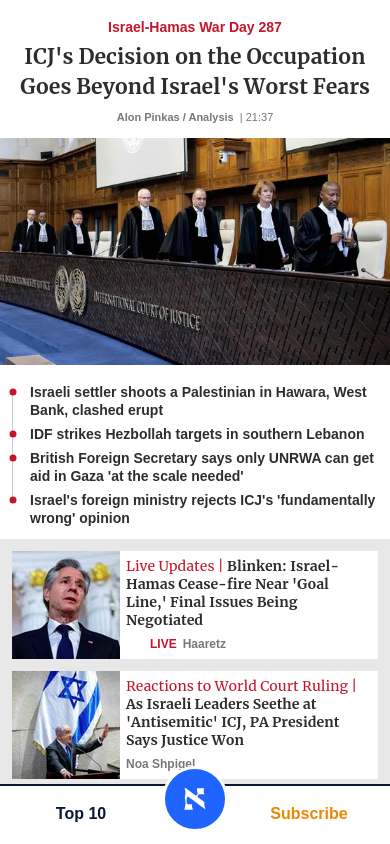 Israel-Hamas War Day 287
ICJ's Decision on the Occupation
Goes Beyond Israel's Worst Fears
Alon Pinkas / Analysis | 21:37
INTERNATIONAL COURT OF JUSTICE
Israeli settler shoots a Palestinian in Hawara, West
Bank, clashed erupt
IDF strikes Hezbollah targets in southern Lebanon
British Foreign Secretary says only UNRWA can get
aid in Gaza 'at the scale needed'
Israel's foreign ministry rejects ICJ's 'fundamentally
wrong' opinion
Live Updates | Blinken: Israel-
Hamas Cease-fire Near 'Goal
Line,' Final Issues Being
Negotiated
LIVE Haaretz
Reactions to World Court Ruling |
As Israeli Leaders Seethe at
'Antisemitic' ICJ, PA President
Says Justice Won
Noa Shpigel
Top 10
Subscribe